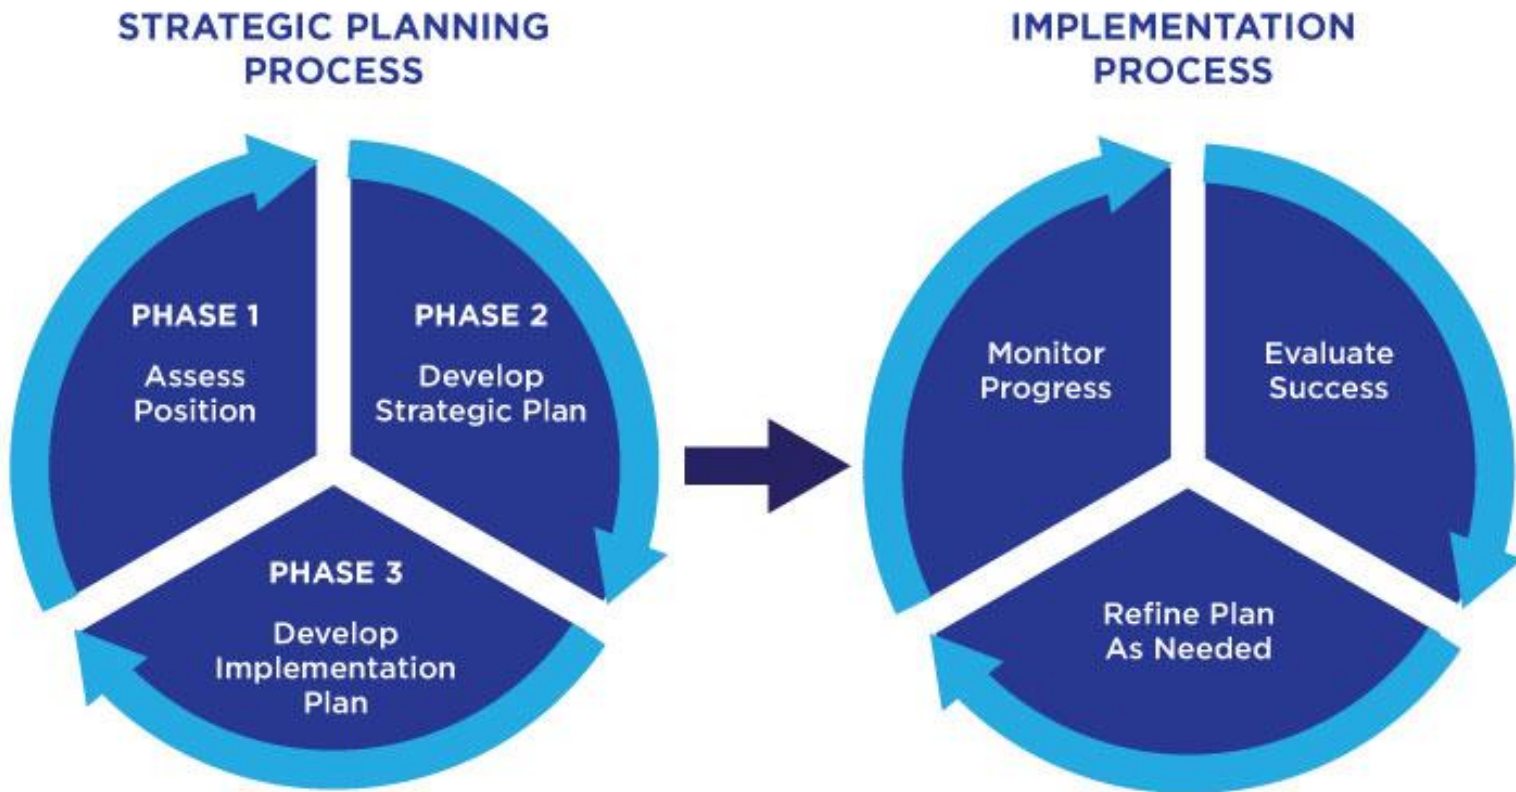 STRATEGIC PLANNING
PROCESS
IMPLEMENTATION
PROCESS
PHASE 1
Assess
Position
PHASE 2
Develop
Strategic Plan
PHASE 3
Develop
Implementation
Plan
Monitor
Progress
Evaluate
Success
Refine Plan
As Needed